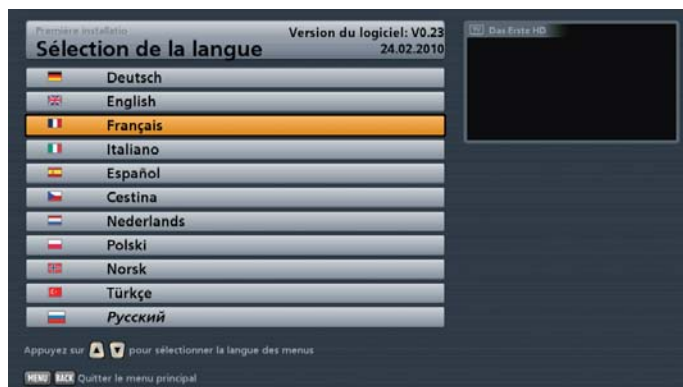 Première installatio
Sélection de la langue
Version du logiciel: V0.23
24.02.2010
TV Das Erste HD
Deutsch
English
Français
Italiano
Español
Cestina
Nederlands
Polski
Norsk
Türkçe
Русский
Appuyez sur ▲ ▼ pour sélectionner la langue des menus
MENU BACK Quitter le menu principal